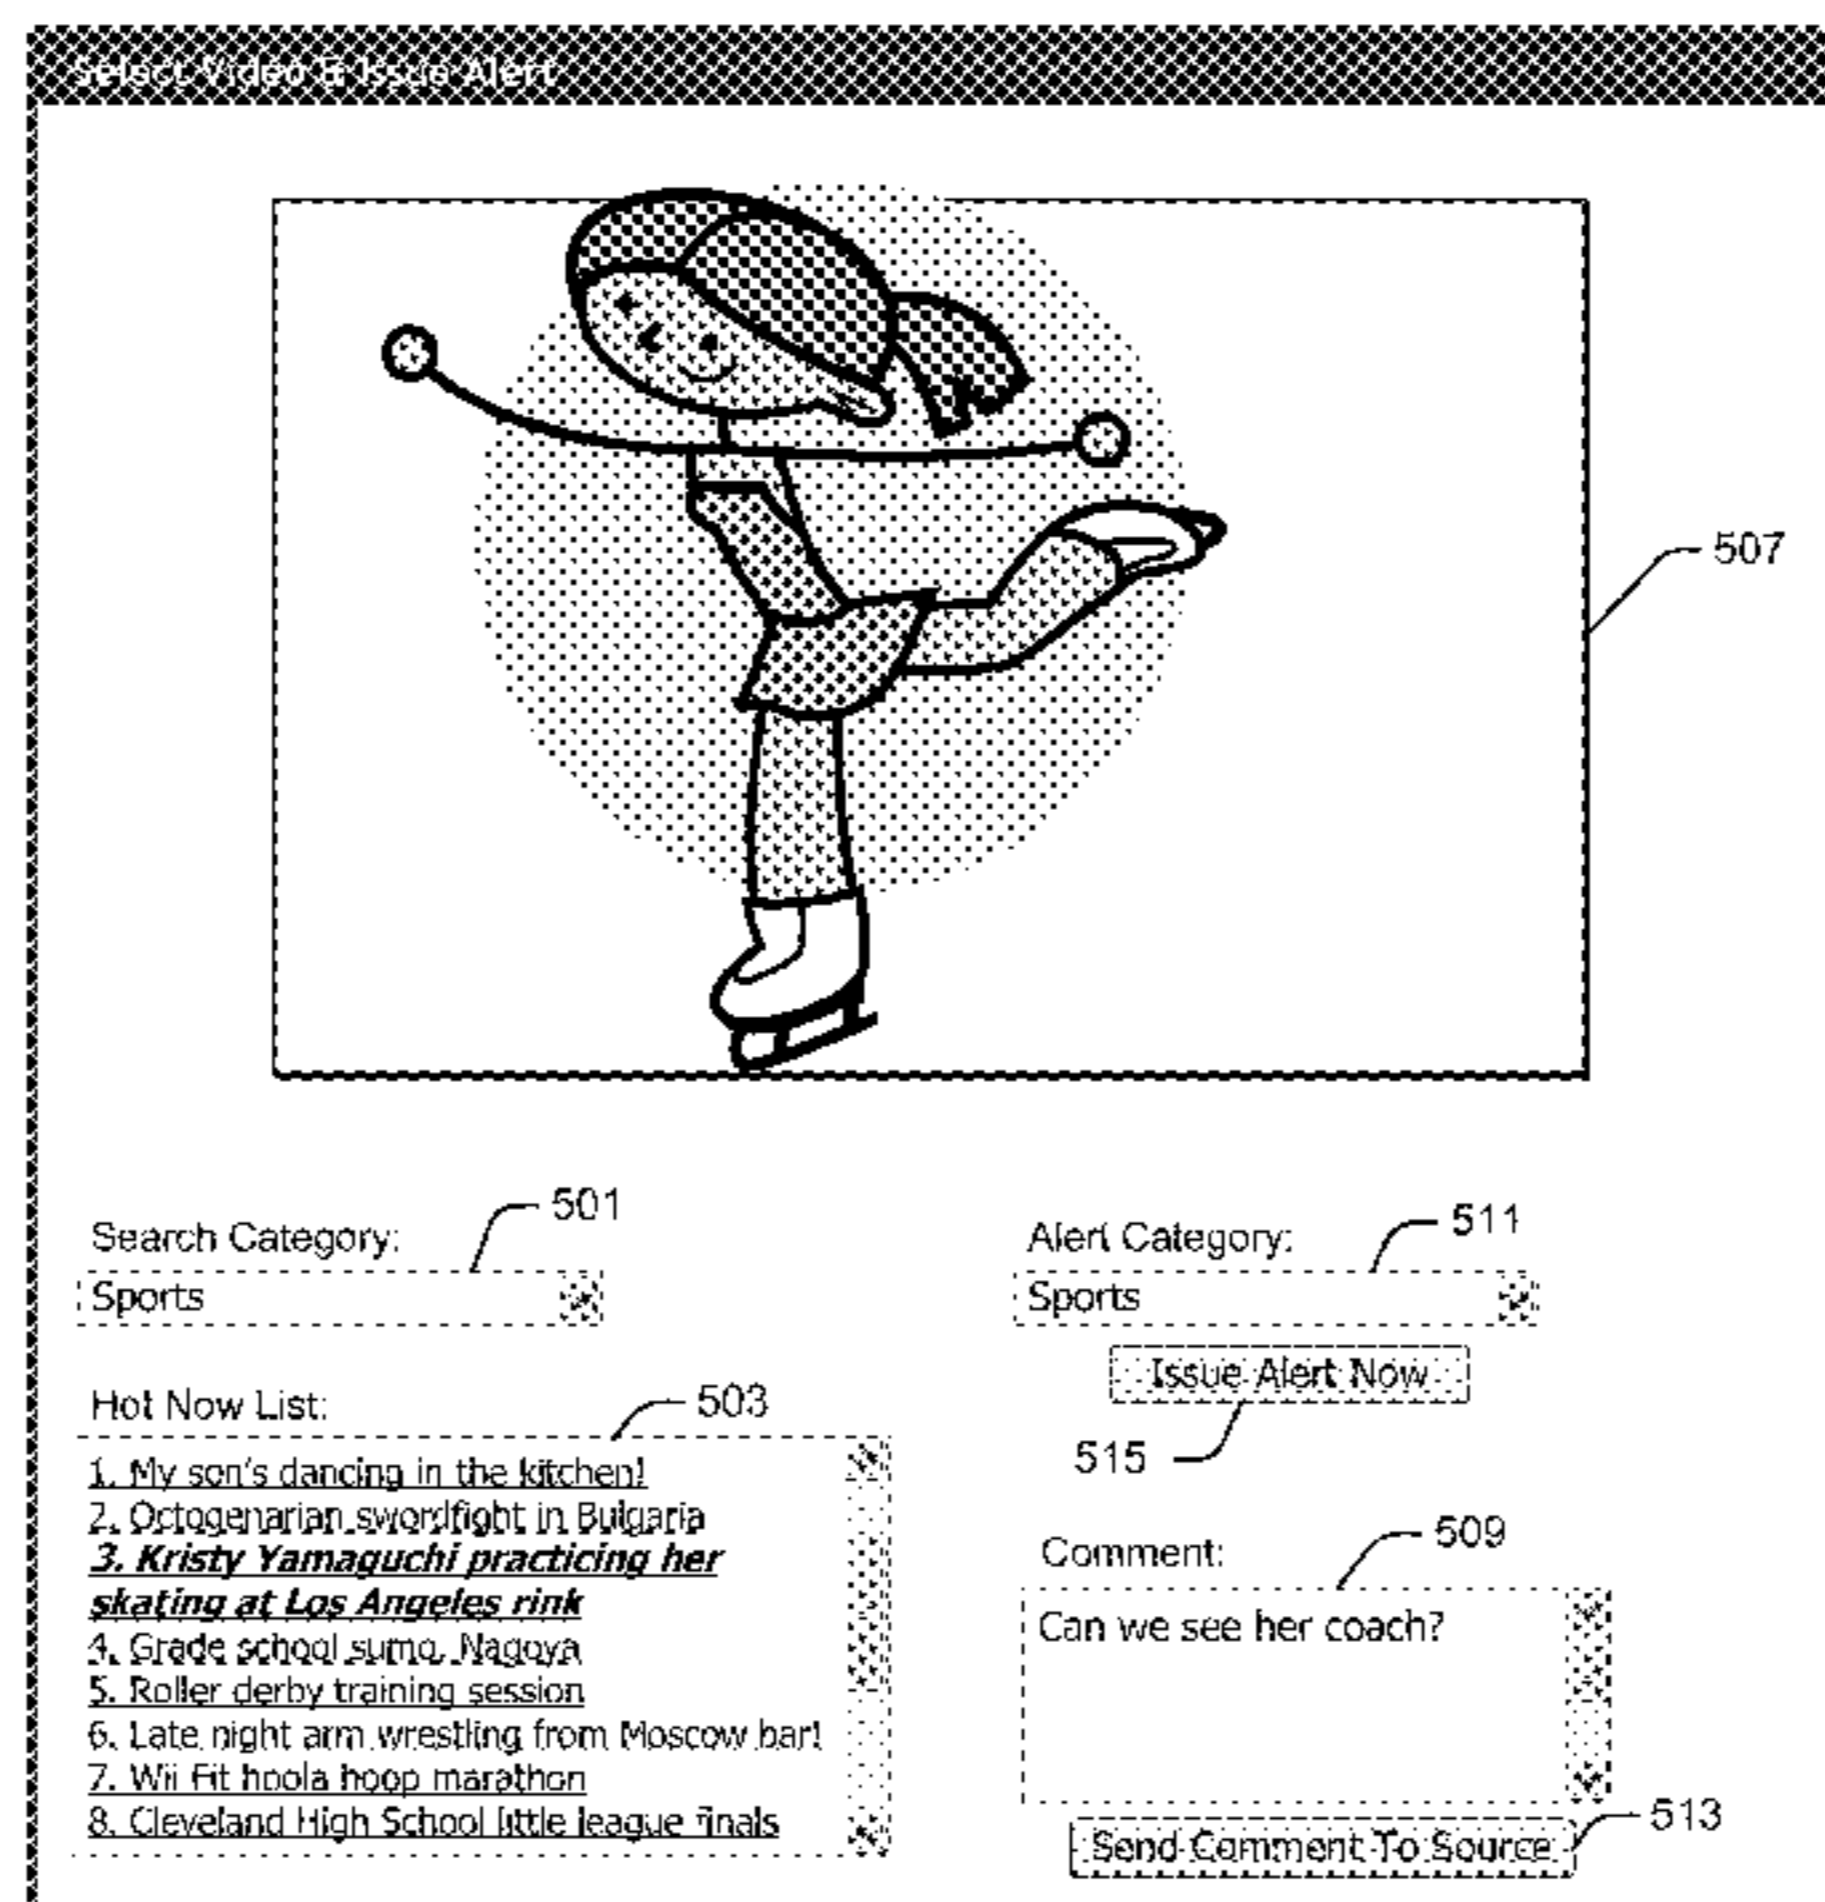 Select Video & Issue Alert
507
501
Search Category:
Sports
Hot Now List:
503
1. My son's dancing in the kitchen!
2. Octogenarian swordfight in Bulgaria
3. Kristy Yamaguchi practicing her
skating at Los Angeles rink
4. Grade school sumo, Nagoya
5. Roller derby training session
6. Late night arm wrestling from Moscow bar!
7. Wii Fit hoola hoop marathon
8. Cleveland High School little league finals
511
Alert Category:
Sports
Issue Alert Now
515
509
Comment:
Can we see her coach?
513
Send Comment To Source